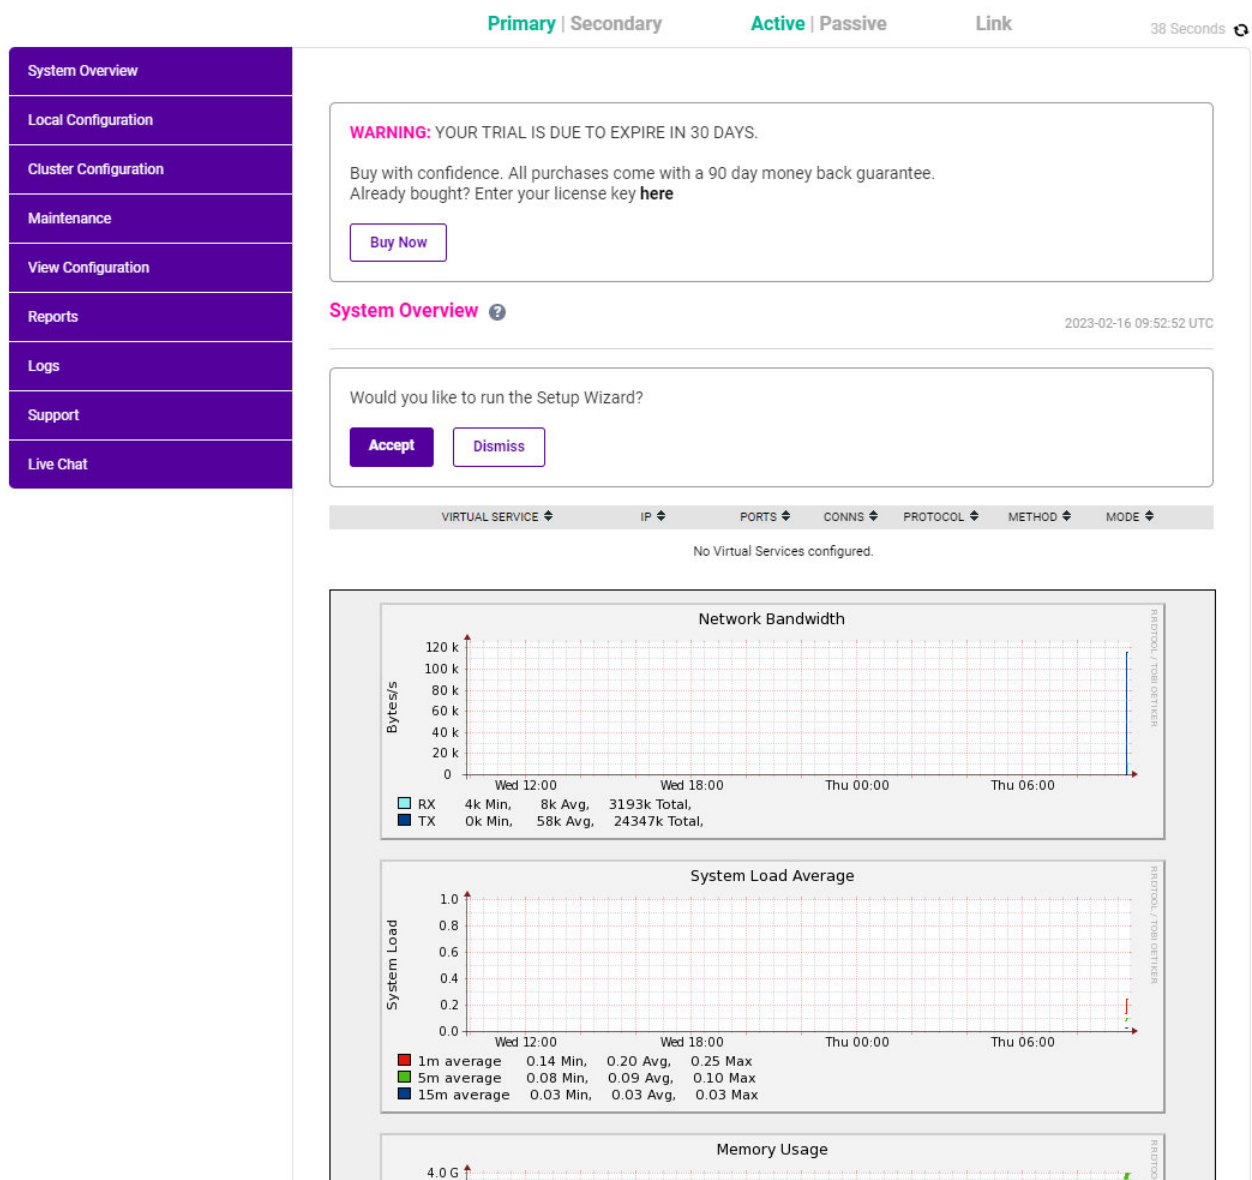 Primary | Secondary Active | Passive Link 38 Seconds
System Overview
Local Configuration
Cluster Configuration
Maintenance
View Configuration
Reports
Logs
Support
Live Chat
WARNING: YOUR TRIAL IS DUE TO EXPIRE IN 30 DAYS.
Buy with confidence. All purchases come with a 90 day money back guarantee.
Already bought? Enter your license key here
Buy Now
System Overview
2023-02-16 09:52:52 UTC
Would you like to run the Setup Wizard?
Accept Dismiss
VIRTUAL SERVICE IP PORTS CONNS PROTOCOL METHOD MODE
No Virtual Services configured.
Network Bandwidth
RRDTOOL / TOBI OETIKER
Bytes/s
120 k
100 k
80 k
60 k
40 k
20 k
0
Wed 12:00 Wed 18:00 Thu 00:00 Thu 06:00
RX 4k Min, 8k Avg, 3193k Total,
TX 0k Min, 58k Avg, 24347k Total,
System Load Average
RRDTOOL / TOBI OETIKER
System Load
1.0
0.8
0.6
0.4
0.2
0.0
Wed 12:00 Wed 18:00 Thu 00:00 Thu 06:00
1m average 0.14 Min, 0.20 Avg, 0.25 Max
5m average 0.08 Min, 0.09 Avg, 0.10 Max
15m average 0.03 Min, 0.03 Avg, 0.03 Max
Memory Usage
RRDTOO
4.0 G